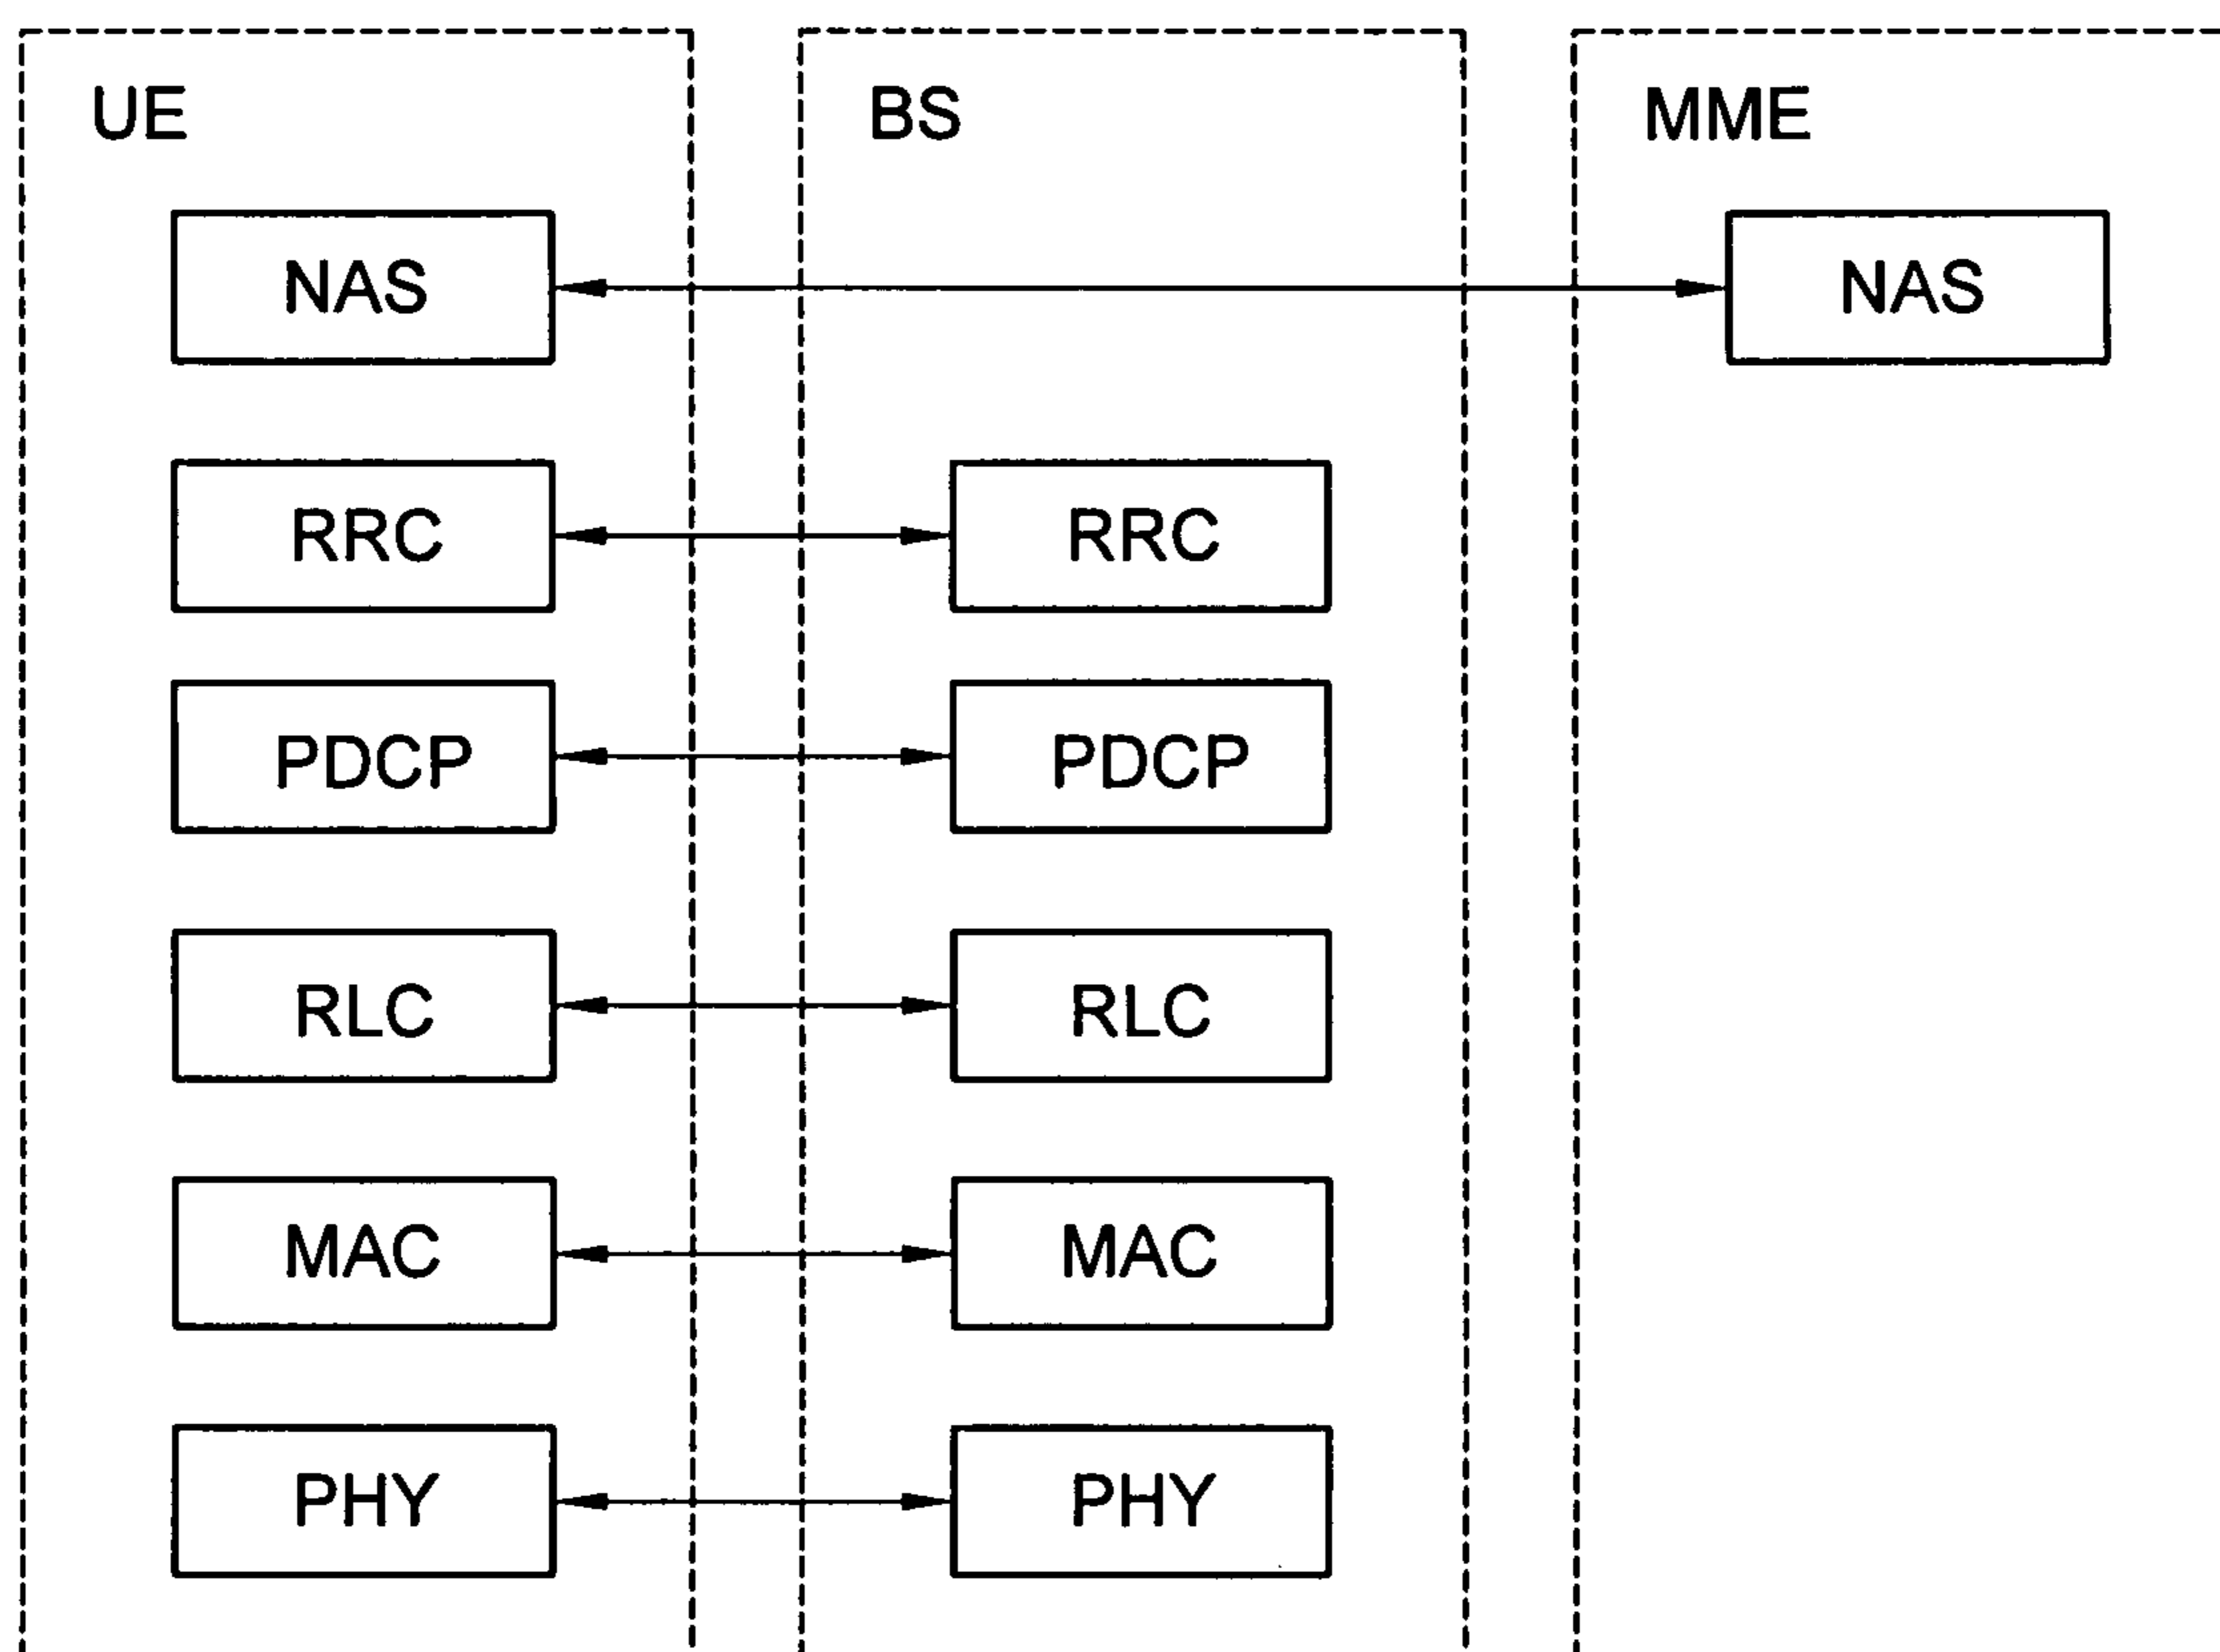 UE BS MME
NAS NAS
RRC RRC
PDCP PDCP
RLC RLC
MAC MAC
PHY PHY